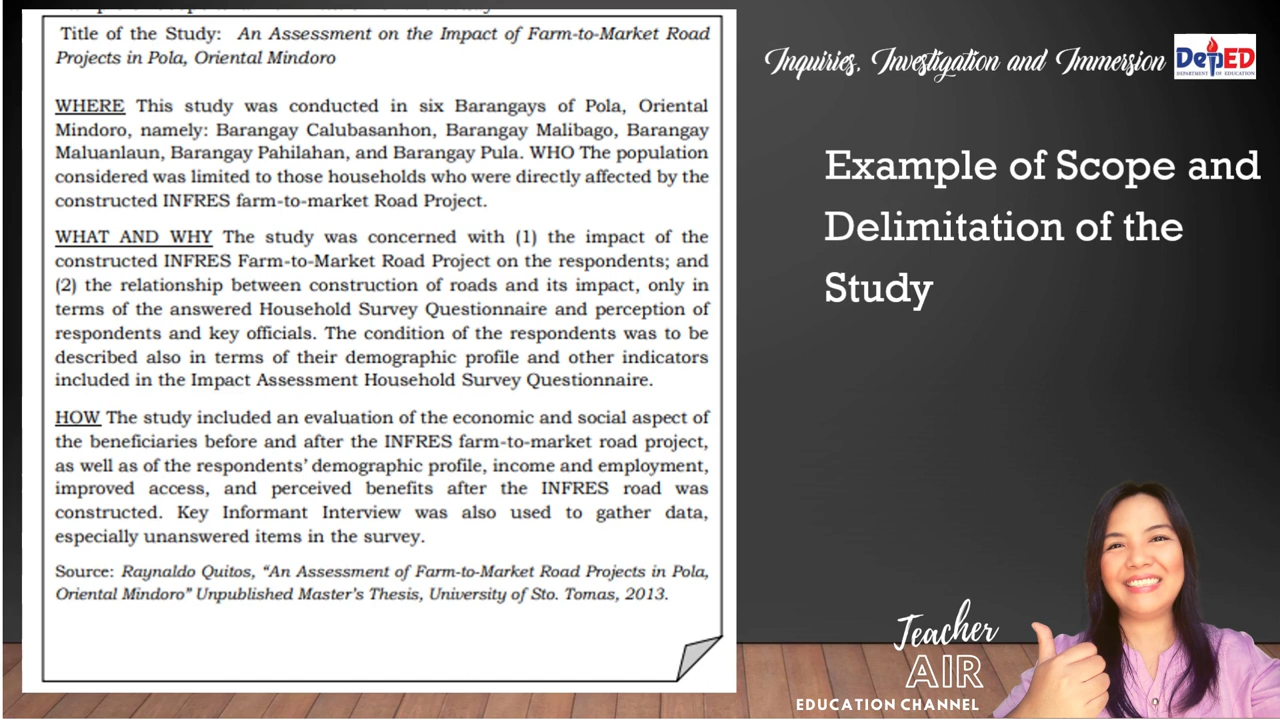 Title of the Study: An Assessment on the Impact of Farm-to-Market Road
Projects in Pola, Oriental Mindoro
WHERE This study was conducted in six Barangays of Pola, Oriental
Mindoro, namely: Barangay Calubasanhon, Barangay Malibago, Barangay
Maluanlaun, Barangay Pahilahan, and Barangay Pula. WHO The population
considered was limited to those households who were directly affected by the
constructed INFRES farm-to-market Road Project.
WHAT AND WHY The study was concerned with (1) the impact of the
constructed INFRES Farm-to-Market Road Project on the respondents; and
(2) the relationship between construction of roads and its impact, only in
terms of the answered Household Survey Questionnaire and perception of
respondents and key officials. The condition of the respondents was to be
described also in terms of their demographic profile and other indicators
included in the Impact Assessment Household Survey Questionnaire.
HOW The study included an evaluation of the economic and social aspect of
the beneficiaries before and after the INFRES farm-to-market road project,
as well as of the respondents' demographic profile, income and employment,
improved access, and perceived benefits after the INFRES road was
constructed. Key Informant Interview was also used to gather data,
especially unanswered items in the survey.
Source: Raynaldo Quitos, "An Assessment of Farm-to-Market Road Projects in Pola,
Oriental Mindoro" Unpublished Master's Thesis, University of Sto. Tomas, 2013.
Inquiries, Investigation and Immersion
DepED
DEPARTMENT OF EDUCATION
Example of Scope and
Delimitation of the
Study
Teacher
AIR
EDUCATION CHANNEL